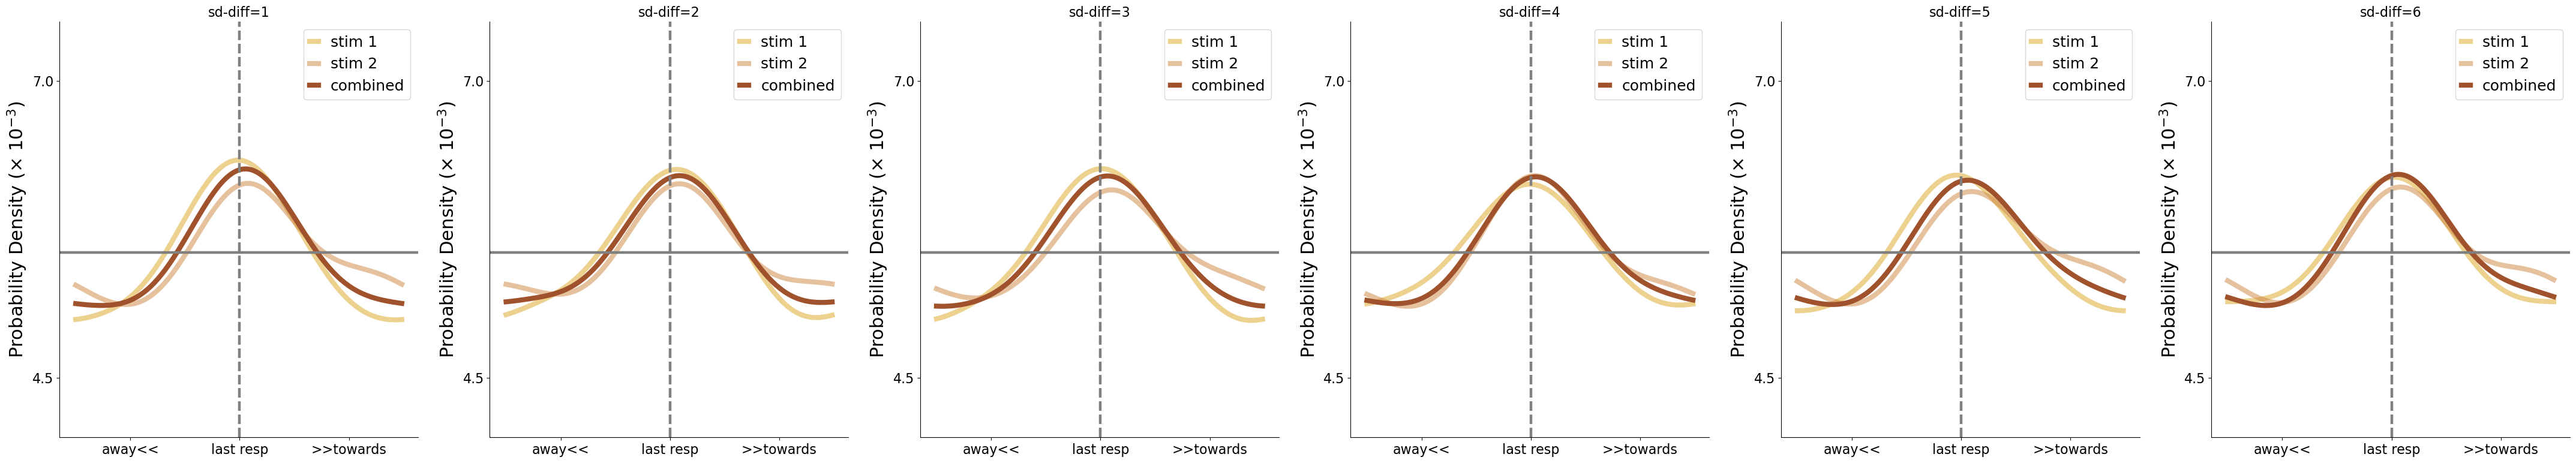 sd-diff=1
Probability Density (× 10⁻³)
7.0
4.5
stim 1
stim 2
combined
away<< last resp >>towards
sd-diff=2
Probability Density (× 10⁻³)
7.0
4.5
stim 1
stim 2
combined
away<< last resp >>towards
sd-diff=3
Probability Density (× 10⁻³)
7.0
4.5
stim 1
stim 2
combined
away<< last resp >>towards
sd-diff=4
Probability Density (× 10⁻³)
7.0
4.5
stim 1
stim 2
combined
away<< last resp >>towards
sd-diff=5
Probability Density (× 10⁻³)
7.0
4.5
stim 1
stim 2
combined
away<< last resp >>towards
sd-diff=6
Probability Density (× 10⁻³)
7.0
4.5
stim 1
stim 2
combined
away<< last resp >>towards